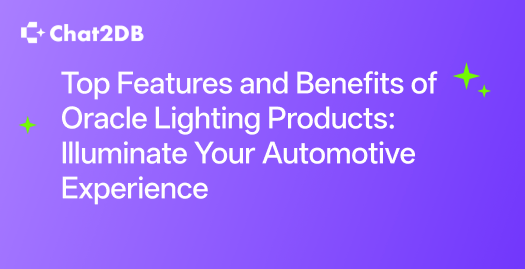 Chat2DB
Top Features and Benefits of
Oracle Lighting Products:
Illuminate Your Automotive
Experience